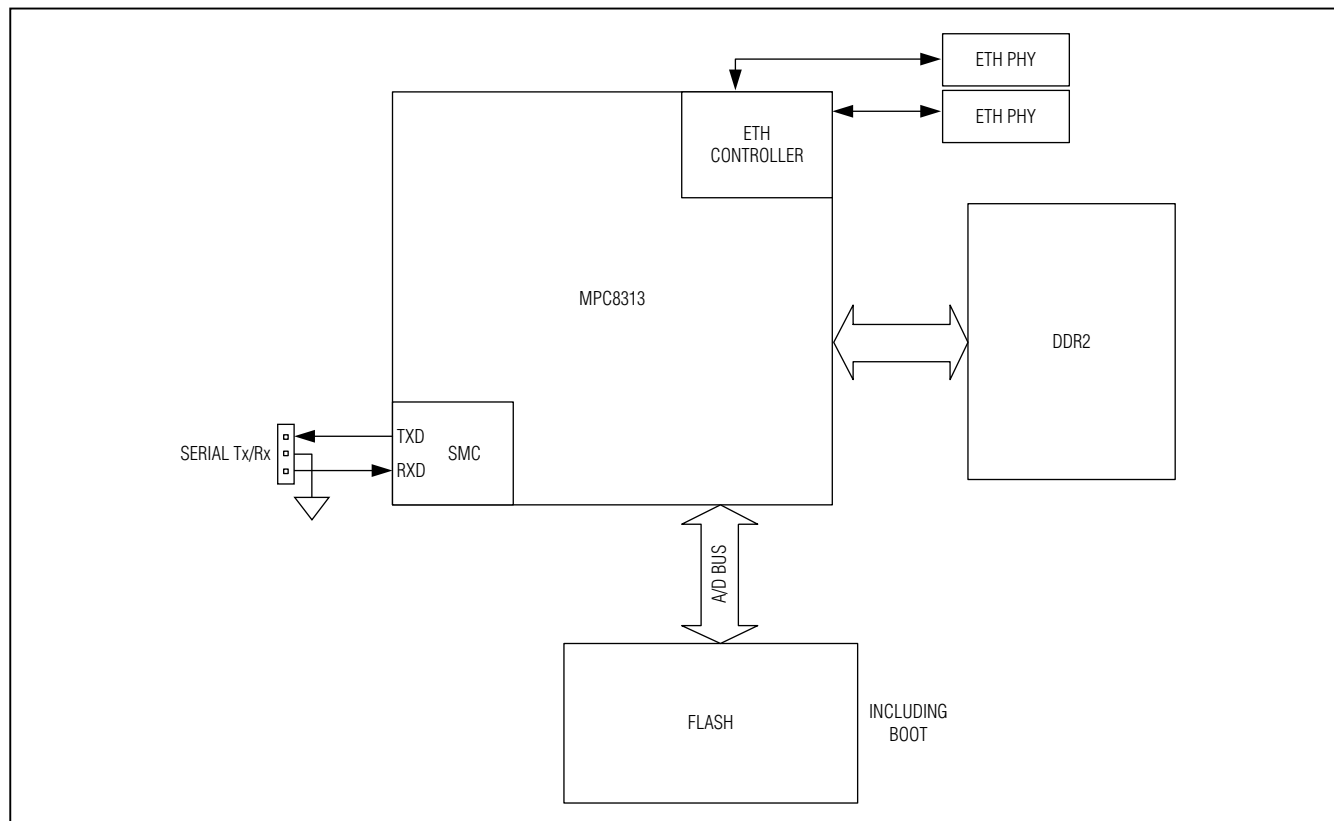 ETH PHY
ETH PHY
ETH
CONTROLLER
MPC8313
DDR2
TXD
SMC
SERIAL Tx/Rx
RXD
A/D BUS
FLASH
INCLUDING
BOOT